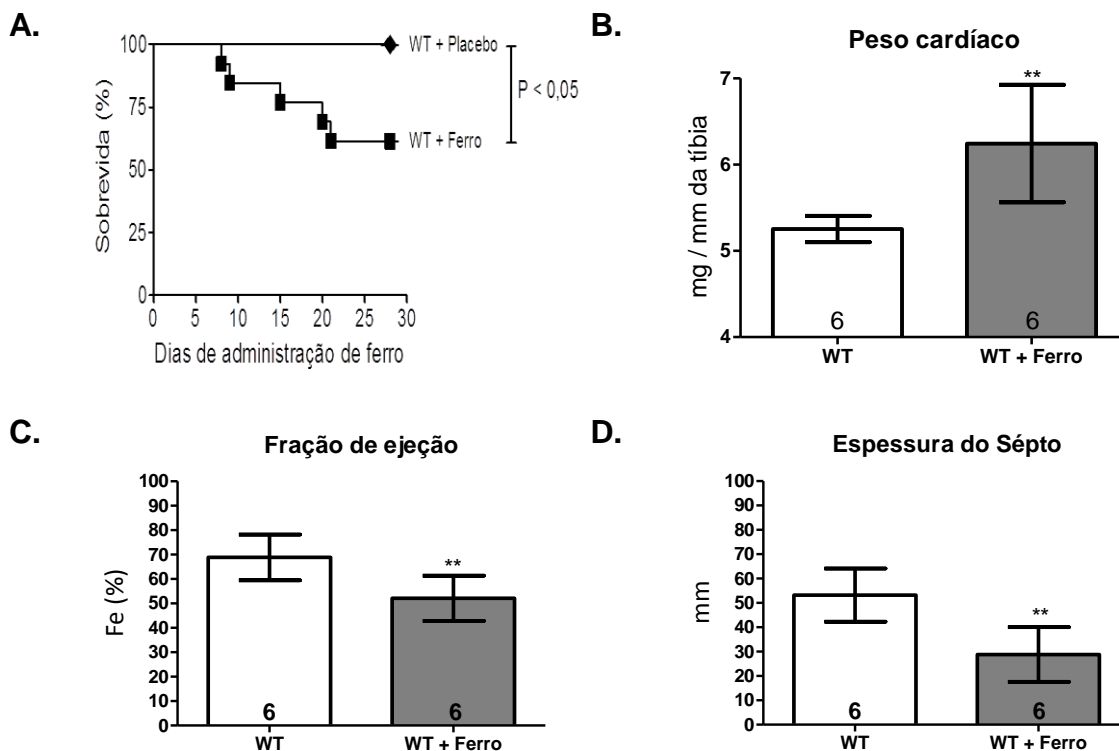 A.
100
75
50
25
0
Sobrevida (%)
WT + Placebo
P < 0,05
WT + Ferro
0 5 10 15 20 25 30
Dias de administração de ferro
B.
Peso cardíaco
7
6
5
4
mg / mm da tíbia
**
6 6
WT WT + Ferro
C.
Fração de ejeção
100
90
80
70
60
50
40
30
20
10
0
Fe (%)
**
6 6
WT WT + Ferro
D.
Espessura do Sépto
100
90
80
70
60
50
40
30
20
10
0
mm
**
6 6
WT WT + Ferro